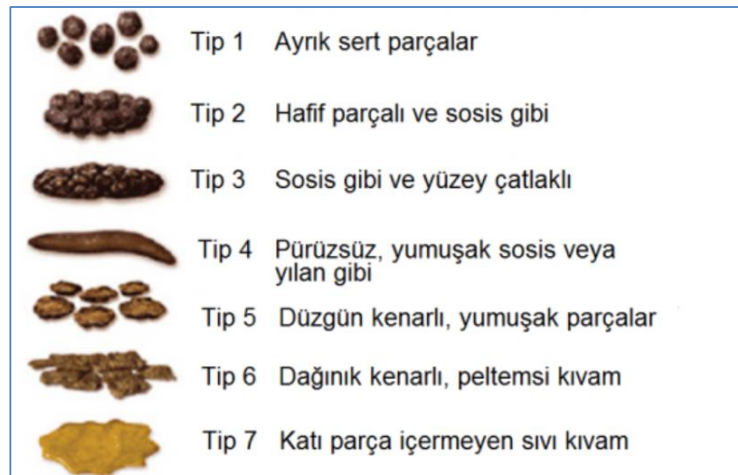 Tip 1 Ayrık sert parçalar
Tip 2 Hafif parçalı ve sosis gibi
Tip 3 Sosis gibi ve yüzey çatlaklı
Tip 4 Pürüzsüz, yumuşak sosis veya
yılan gibi
Tip 5 Düzgün kenarlı, yumuşak parçalar
Tip 6 Dağınık kenarlı, peltemsi kıvam
Tip 7 Katı parça içermeyen sıvı kıvam